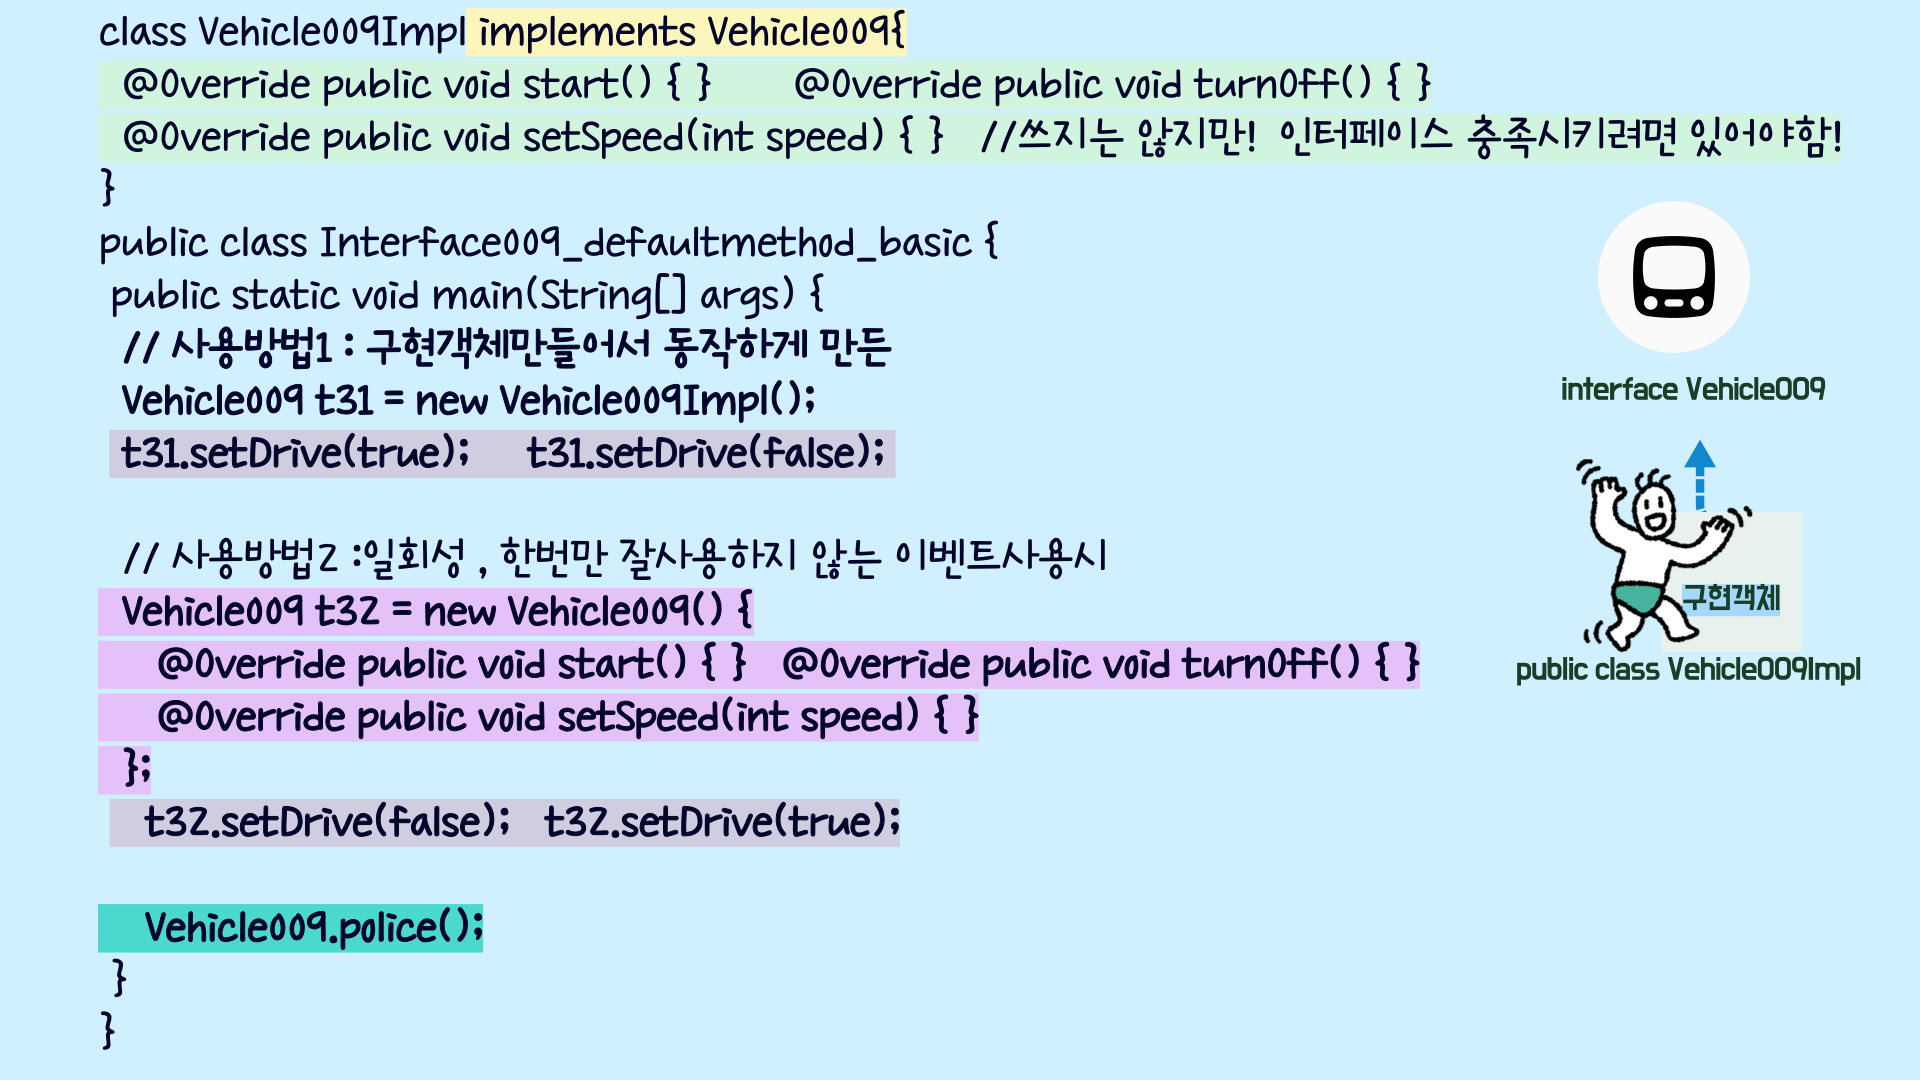 class Vehicle009Impl implements Vehicle009{
@Override public void start() { } @Override public void turnOff() { }
@Override public void setSpeed(int speed) { } //쓰지는 않지만! 인터페이스 충족시키려면 있어야함!
}
public class Interface009_defaultmethod_basic {
public static void main(String[] args) {
// 사용방법1 : 구현객체만들어서 동작하게 만든
Vehicle009 t31 = new Vehicle009Impl();
t31.setDrive(true); t31.setDrive(false);
// 사용방법2 :일회성 , 한번만 잘사용하지 않는 이벤트사용시
Vehicle009 t32 = new Vehicle009() {
@Override public void start() { } @Override public void turnOff() { }
@Override public void setSpeed(int speed) { }
};
t32.setDrive(false); t32.setDrive(true);
Vehicle009.police();
}
}
interface Vehicle009
구현객체
public class Vehicle009Impl